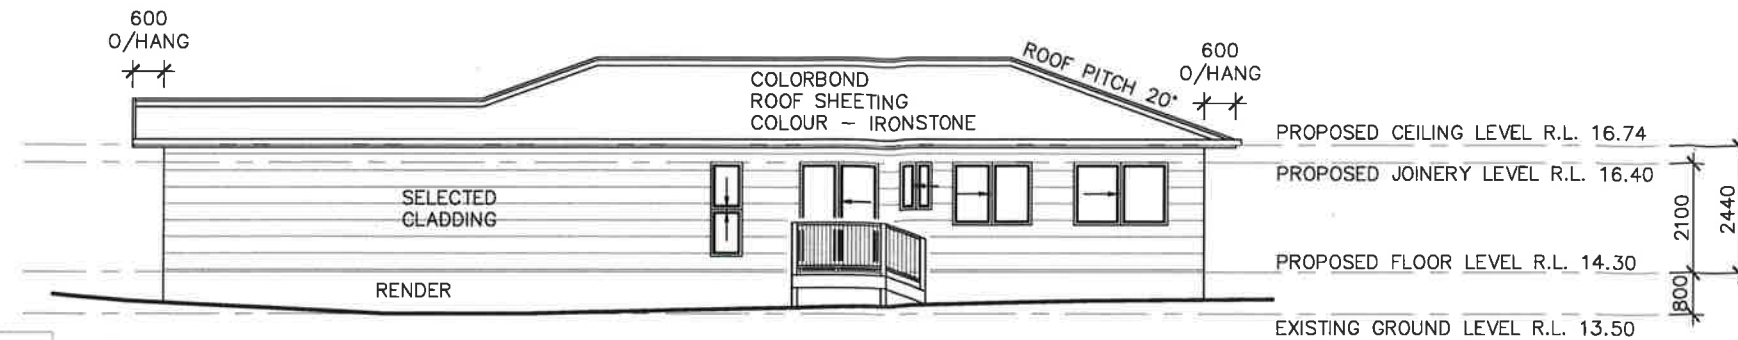 600
O/HANG
ROOF PITCH 20°
600
O/HANG
COLORBOND
ROOF SHEETING
COLOUR - IRONSTONE
PROPOSED CEILING LEVEL R.L. 16.74
PROPOSED JOINERY LEVEL R.L. 16.40
SELECTED
CLADDING
2100
2440
PROPOSED FLOOR LEVEL R.L. 14.30
RENDER
800
EXISTING GROUND LEVEL R.L. 13.50